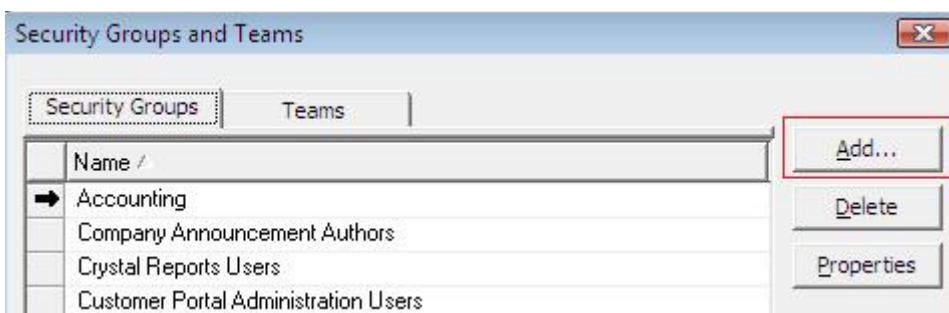 Security Groups and Teams
Security Groups
Teams
Name
Add...
Accounting
Delete
Company Announcement Authors
Crystal Reports Users
Properties
Customer Portal Administration Users